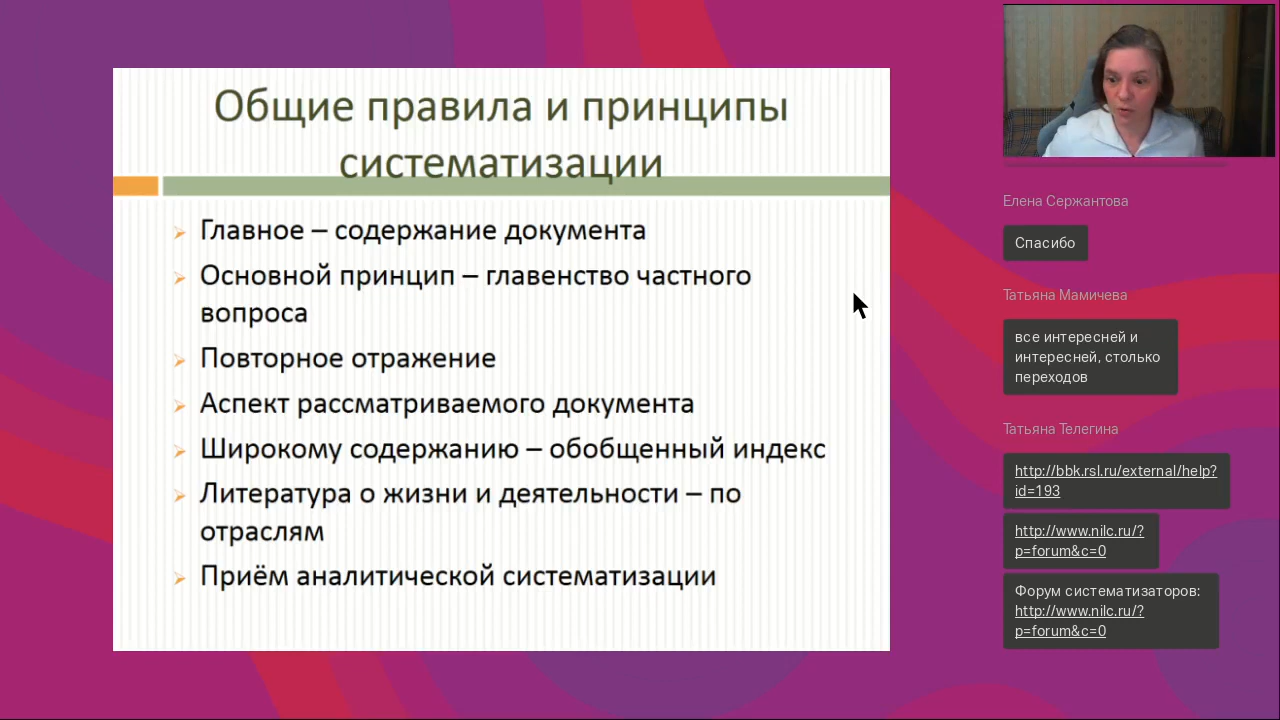 Общие правила и принципы
систематизации
Главное – содержание документа
Основной принцип – главенство частного
вопроса
Повторное отражение
Аспект рассматриваемого документа
Широкому содержанию – обобщенный индекс
Литература о жизни и деятельности – по
отраслям
Приём аналитической систематизации
Елена Сержантова
Спасибо
Татьяна Мамичева
все интересней и
интересней, столько
переходов
Татьяна Телегина
http://bbk.rsl.ru/external/help?
id=193
http://www.nilc.ru/?
p=forum&c=0
Форум систематизаторов:
http://www.nilc.ru/?
p=forum&c=0